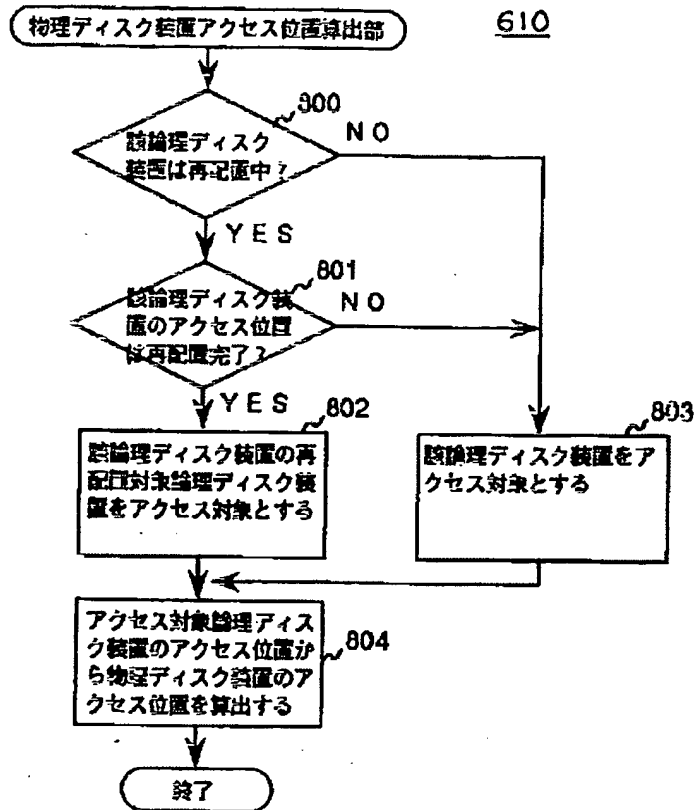 物理ディスク装置アクセス位置算出部
610
800
該論理ディスク
装置は再配置中？
NO
YES
801
該論理ディスク装
置のアクセス位置
は再配置完了？
NO
YES
802
該論理ディスク装置の再
配置対象論理ディスク装
置をアクセス対象とする
803
該論理ディスク装置をア
クセス対象とする
アクセス対象論理ディス
ク装置のアクセス位置か
ら物理ディスク装置のア
クセス位置を算出する
804
終了